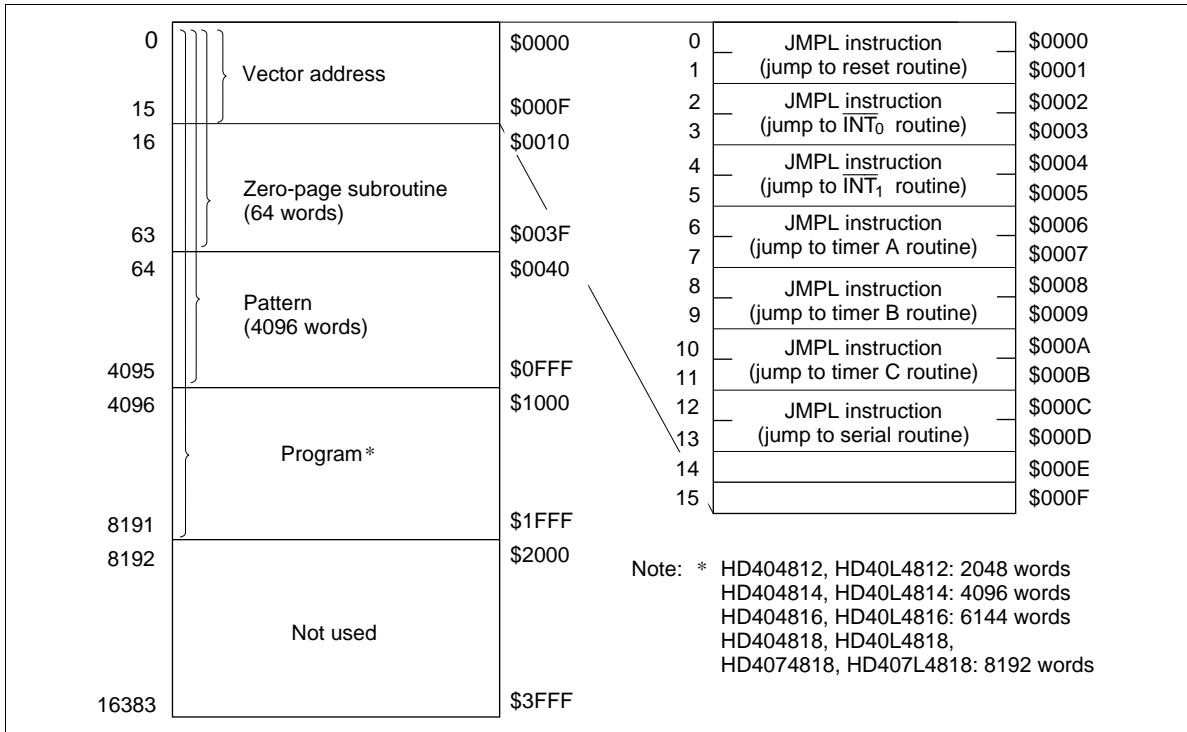 0
$0000
Vector address
15
$000F
16
$0010
Zero-page subroutine
(64 words)
63
$003F
64
$0040
Pattern
(4096 words)
4095
$0FFF
4096
$1000
Program*
8191
$1FFF
8192
$2000
Not used
16383
$3FFF
0
JMPL instruction
$0000
1
(jump to reset routine)
$0001
2
JMPL instruction
$0002
3
(jump to I̅N̅T̅₀ routine)
$0003
4
JMPL instruction
$0004
5
(jump to I̅N̅T̅₁ routine)
$0005
6
JMPL instruction
$0006
7
(jump to timer A routine)
$0007
8
JMPL instruction
$0008
9
(jump to timer B routine)
$0009
10
JMPL instruction
$000A
11
(jump to timer C routine)
$000B
12
JMPL instruction
$000C
13
(jump to serial routine)
$000D
14
$000E
15
$000F
Note: * HD404812, HD40L4812: 2048 words
HD404814, HD40L4814: 4096 words
HD404816, HD40L4816: 6144 words
HD404818, HD40L4818,
HD4074818, HD407L4818: 8192 words